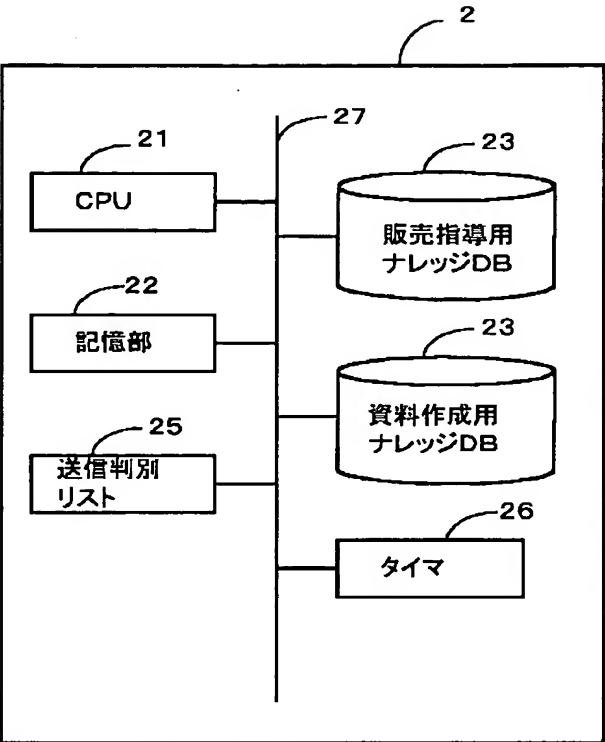 2
27
21
CPU
23
販売指導用
ナレッジDB
22
記憶部
23
資料作成用
ナレッジDB
25
送信判別
リスト
26
タイマ